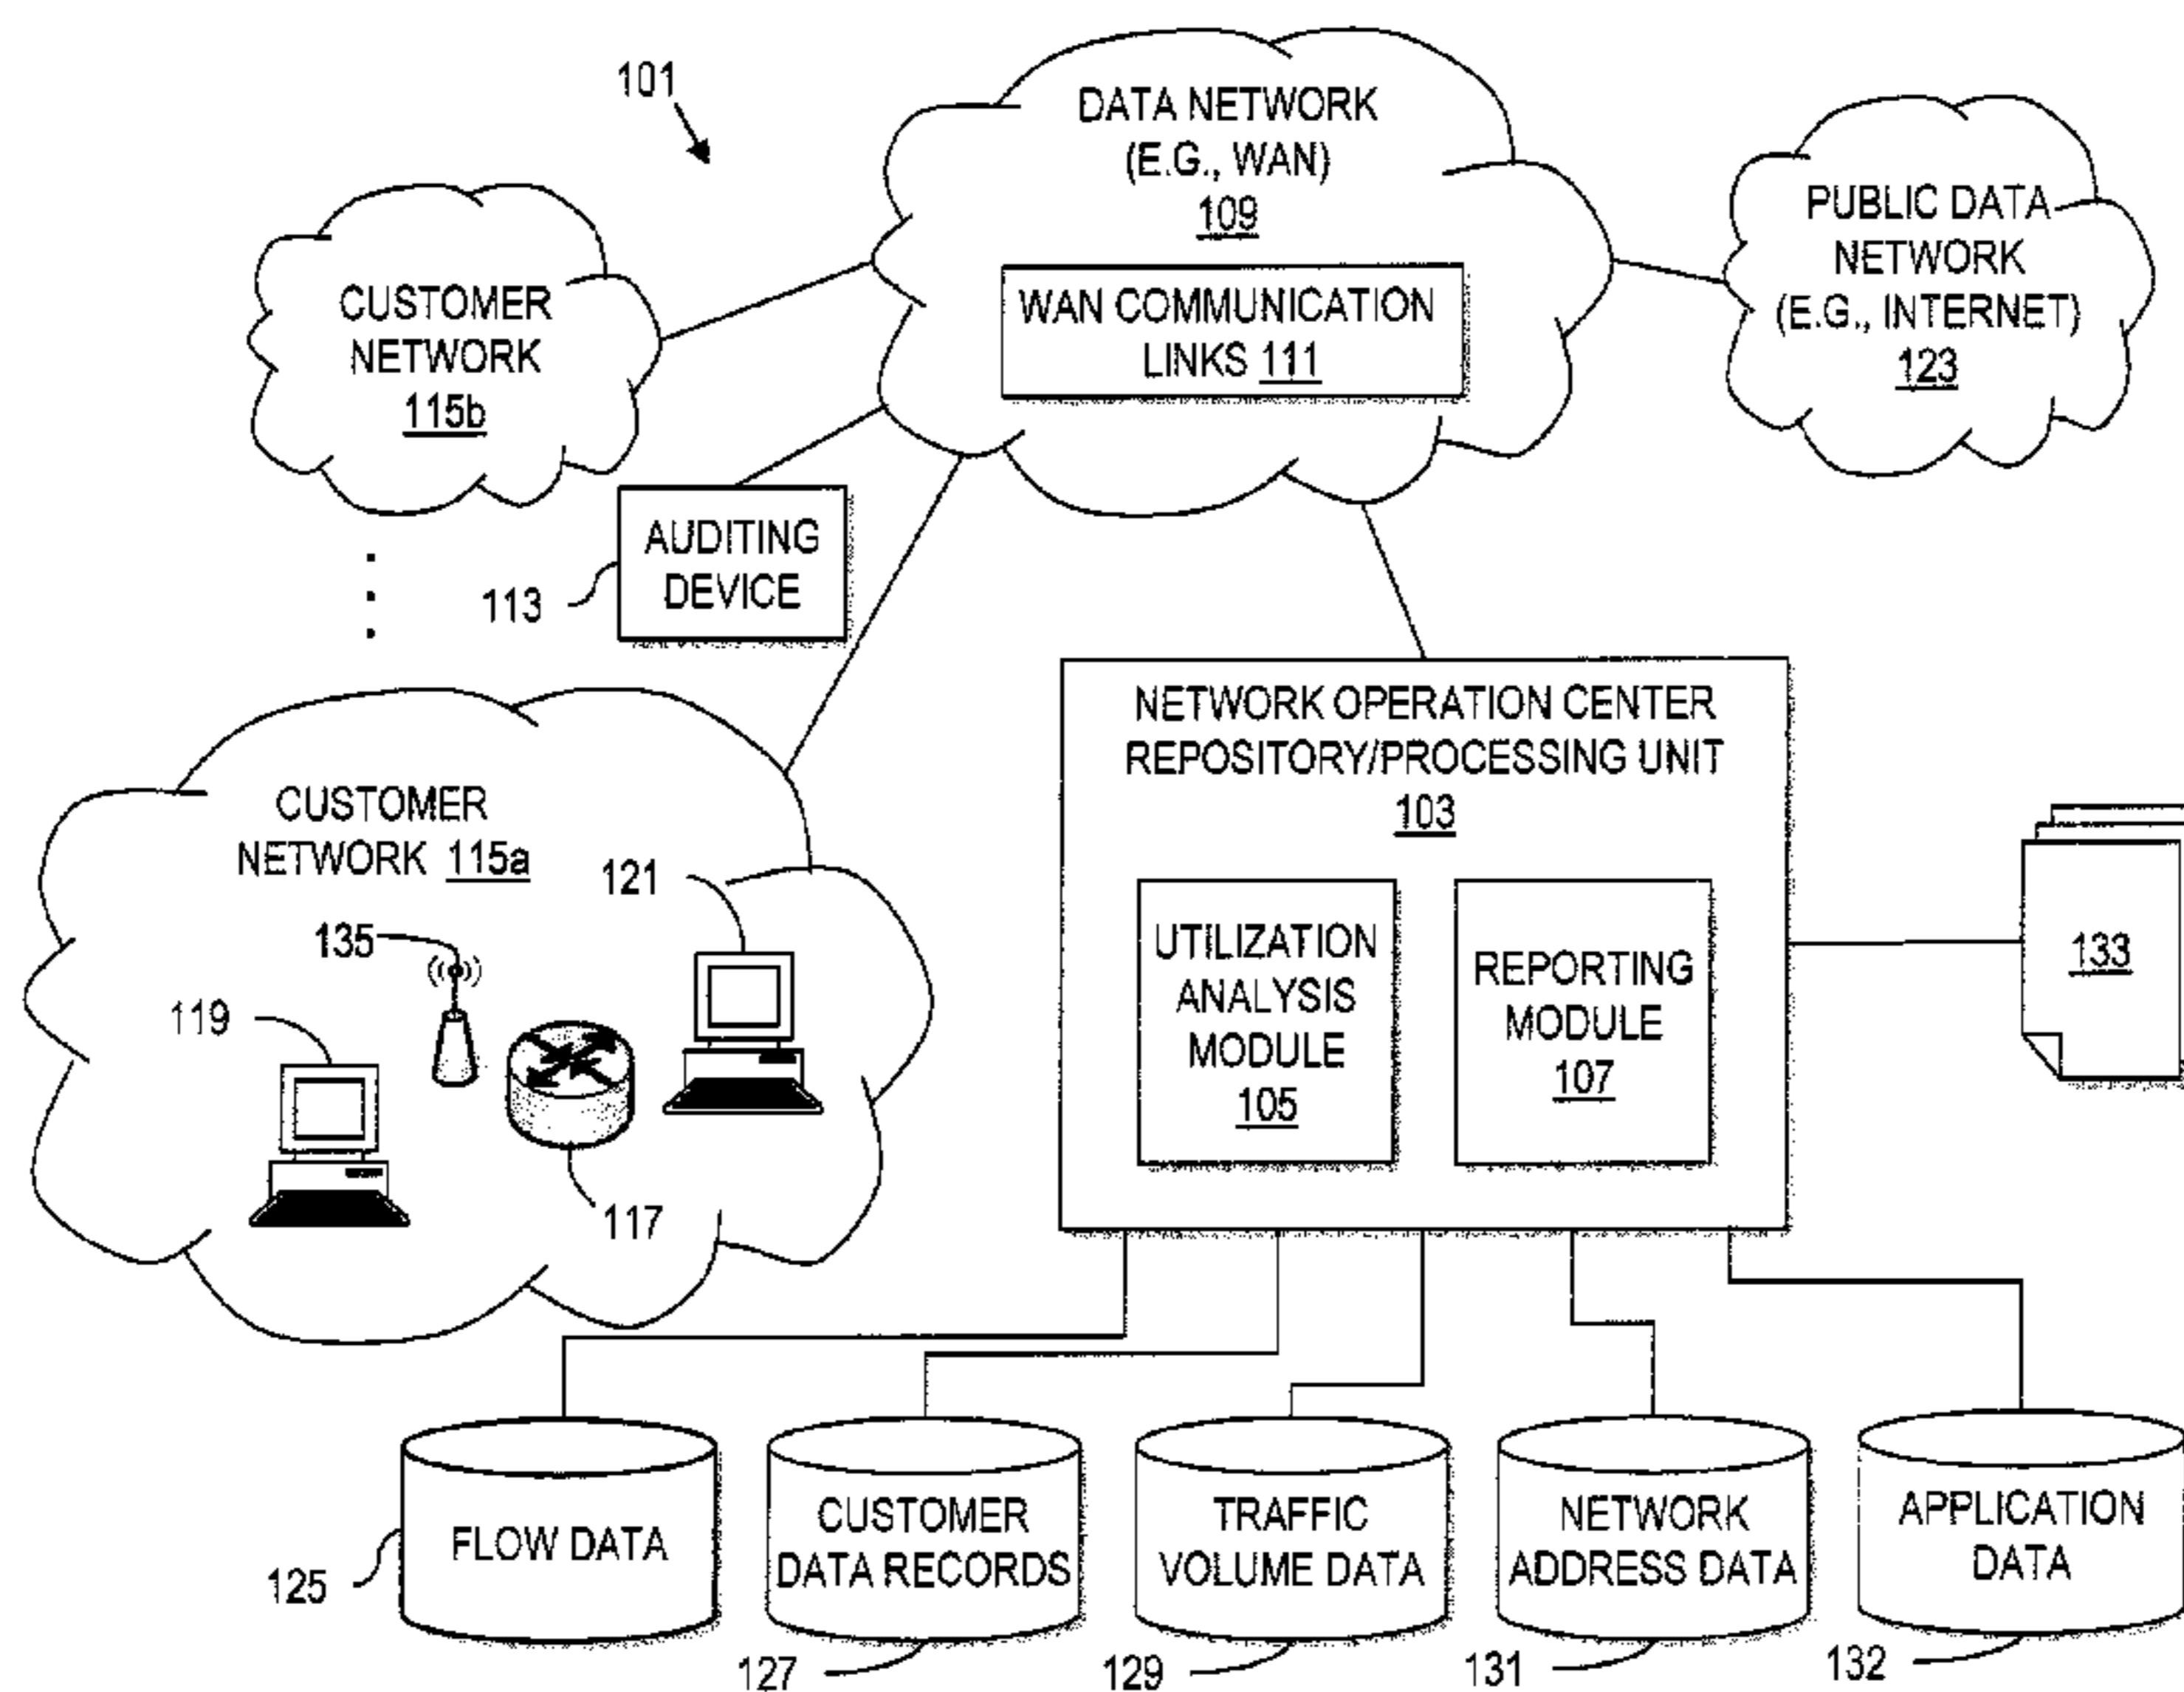 101
DATA NETWORK
(E.G., WAN)
109
WAN COMMUNICATION
LINKS 111
PUBLIC DATA
NETWORK
(E.G., INTERNET)
123
CUSTOMER
NETWORK
115b
AUDITING
DEVICE
113
NETWORK OPERATION CENTER
REPOSITORY/PROCESSING UNIT
103
UTILIZATION
ANALYSIS
MODULE
105
REPORTING
MODULE
107
133
CUSTOMER
NETWORK 115a
121
135
119
117
FLOW DATA
125
CUSTOMER
DATA RECORDS
127
TRAFFIC
VOLUME DATA
129
NETWORK
ADDRESS DATA
131
APPLICATION
DATA
132